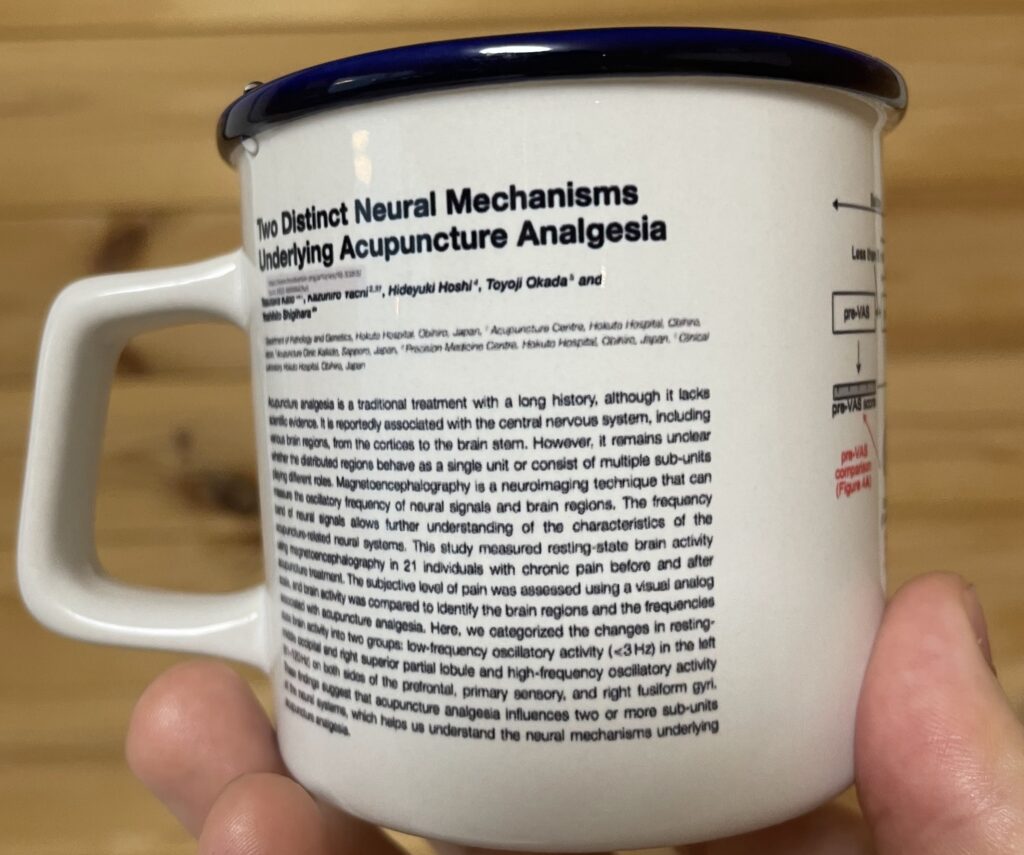 Two Distinct Neural Mechanisms
Underlying Acupuncture Analgesia
Hideyuki Hoshi⁴, Toyoji Okada⁵ and
Department of Pathology and Genetics, Hokuto Hospital, Obihiro, Japan, Acupuncture Centre, Hokuto Hospital, Obihiro,
Acupuncture Clinic Sapporo, Japan, Precision Medicine Centre, Hokuto Hospital, Obihiro, Japan, Clinical
Laboratory Hokuto Hospital, Obihiro, Japan
Acupuncture analgesia is a traditional treatment with a long history, although it lacks
scientific evidence. It is reportedly associated with the central nervous system, including
various brain regions, from the cortices to the brain stem. However, it remains unclear
whether the distributed regions behave as a single unit or consist of multiple sub-units
playing different roles. Magnetoencephalography is a neuroimaging technique that can
measure the oscillatory frequency of neural signals and brain regions. The frequency
band of neural signals allows further understanding of the characteristics of the
acupuncture-related neural systems. This study measured resting-state brain activity
using magnetoencephalography in 21 individuals with chronic pain before and after
acupuncture treatment. The subjective level of pain was assessed using a visual analog
scale, and brain activity was compared to identify the brain regions and the frequencies
associated with acupuncture analgesia. Here, we categorized the changes in resting-
state brain activity into two groups: low-frequency oscillatory activity (<3 Hz) in the left
middle occipital and right superior partial lobule and high-frequency oscillatory activity
on both sides of the prefrontal, primary sensory, and right fusiform gyri.
These findings suggest that acupuncture analgesia influences two or more sub-units
of the neural systems, which helps us understand the neural mechanisms underlying
acupuncture analgesia.
Less than
pre-VAS
pre-VAS score
pre-VAS
comparison
(Figure 4A)